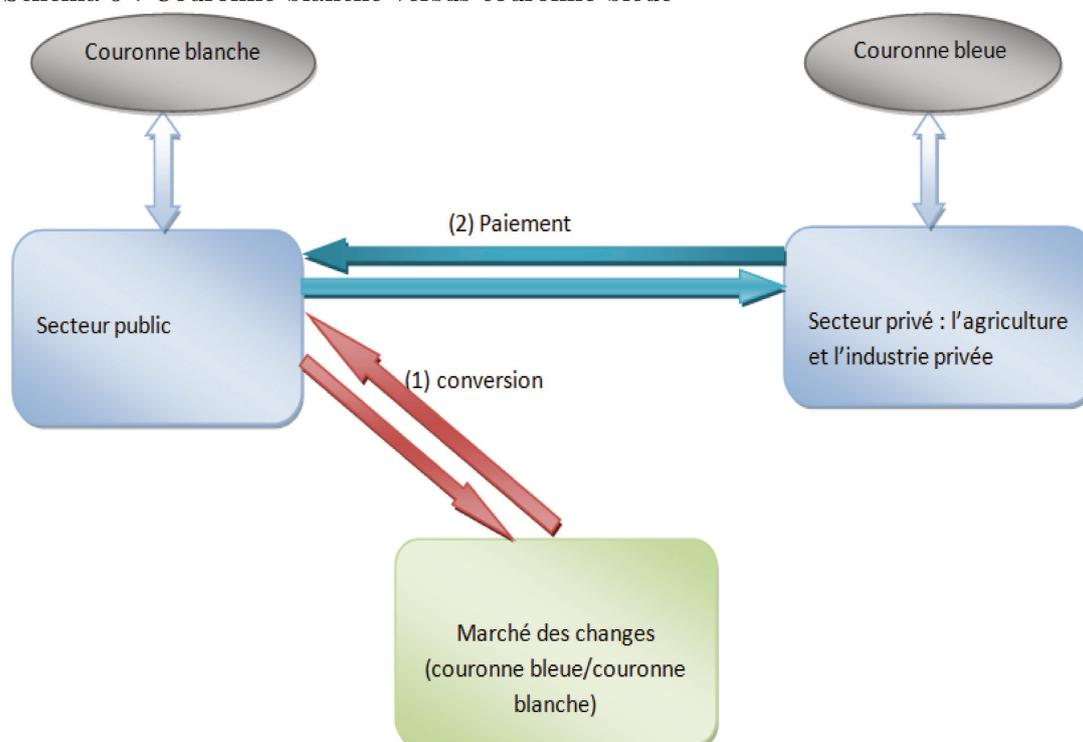 Couronne blanche
Couronne bleue
(2) Paiement
Secteur public
Secteur privé : l’agriculture
et l’industrie privée
(1) conversion
Marché des changes
(couronne bleue/couronne
blanche)